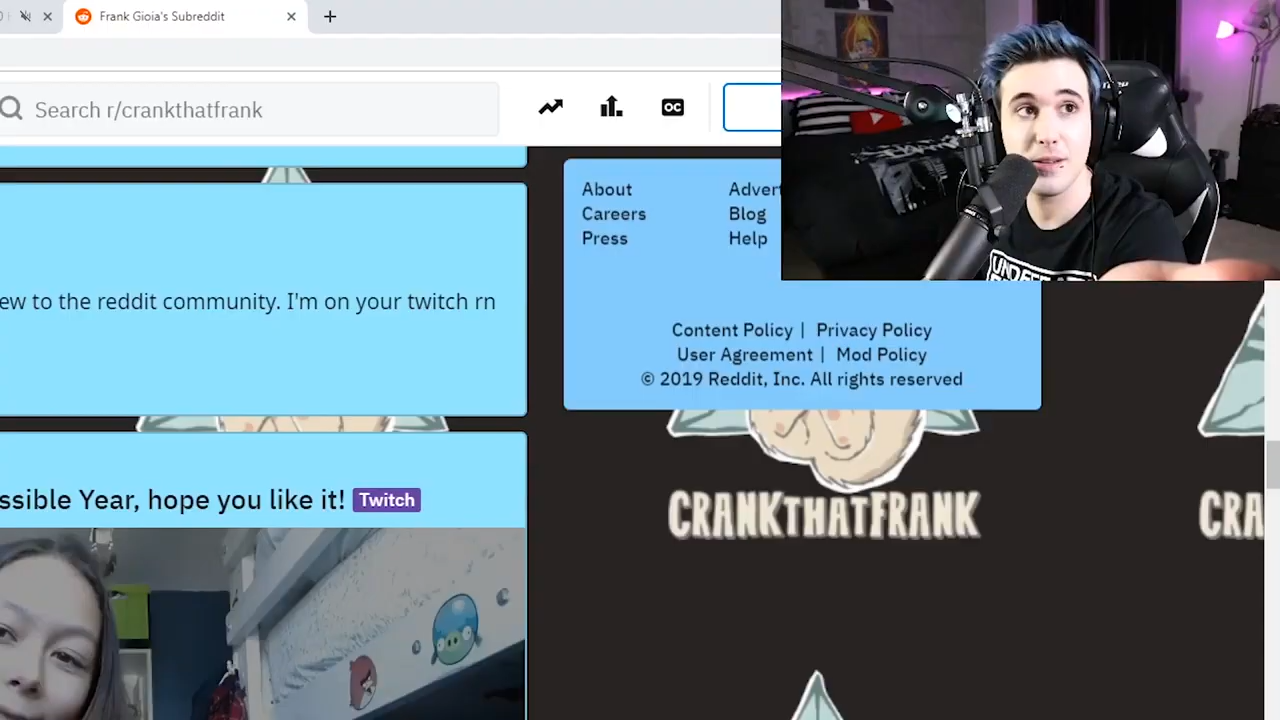 Frank Gioia's Subreddit
Search r/crankthatfrank
OC
About
Careers
Press
Blog
Help
ew to the reddit community. I'm on your twitch rn
Content Policy | Privacy Policy
User Agreement | Mod Policy
© 2019 Reddit, Inc. All rights reserved
CRANKTHATFRANK
CRA
ssible Year, hope you like it! Twitch